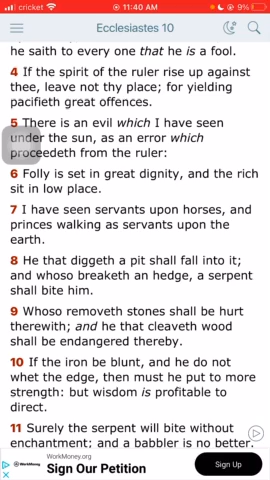 cricket
11:40 AM
9%
Ecclesiastes 10
he saith to every one that he is a fool.
4 If the spirit of the ruler rise up against
thee, leave not thy place; for yielding
pacifieth great offences.
5 There is an evil which I have seen
under the sun, as an error which
proceedeth from the ruler:
6 Folly is set in great dignity, and the rich
sit in low place.
7 I have seen servants upon horses, and
princes walking as servants upon the
earth.
8 He that diggeth a pit shall fall into it;
and whoso breaketh an hedge, a serpent
shall bite him.
9 Whoso removeth stones shall be hurt
therewith; and he that cleaveth wood
shall be endangered thereby.
10 If the iron be blunt, and he do not
whet the edge, then must he put to more
strength: but wisdom is profitable to
direct.
11 Surely the serpent will bite without
enchantment; and a babbler is no better.
WorkMoney
WorkMoney.org
Sign Our Petition
Sign Up